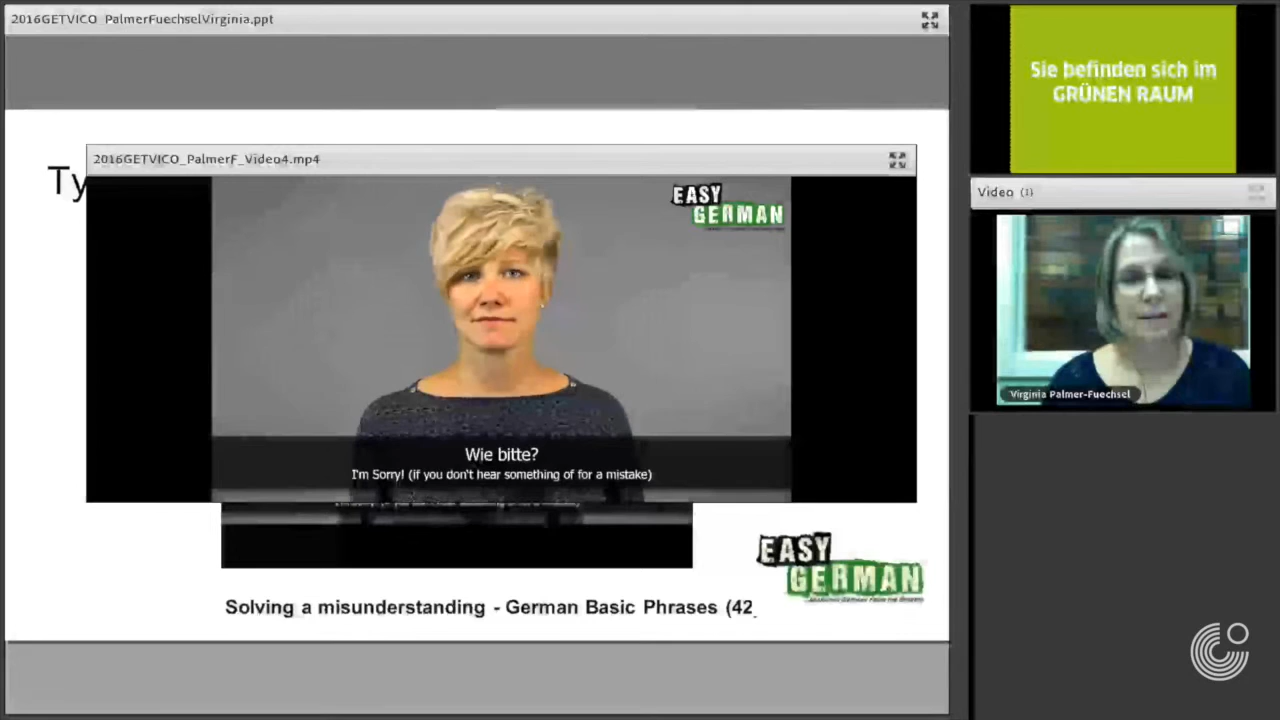 2016GETVICO_PalmerFuechselVirginia.ppt
Ty
2016GETVICO_PalmerF_Video4.mp4
EASY
GERMAN
Wie bitte?
I'm Sorry! (if you don't hear something of for a mistake)
EASY
GERMAN
Solving a misunderstanding - German Basic Phrases (42
Sie befinden sich im
GRÜNEN RAUM
Video (1)
Virginia Palmer-Fuechsel